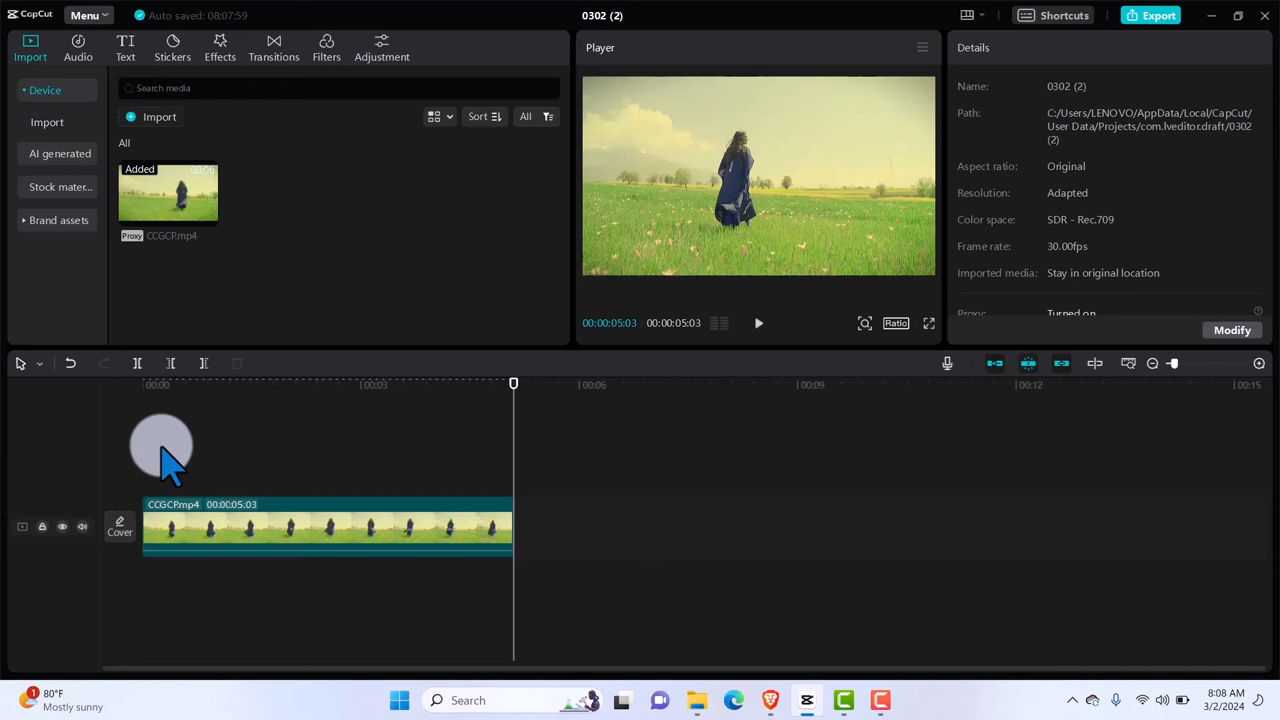 CapCut
Menu
Auto saved: 08:07:59
0302 (2)
Shortcuts
Export
Import
Audio
Text
Stickers
Effects
Transitions
Filters
Adjustment
Device
Import
AI generated
Stock mater...
Brand assets
Search media
Import
Sort
All
All
Added
00:06
Proxy
CCGCP.mp4
Player
00:00:05:03
00:00:05:03
Ratio
Details
Name:
0302 (2)
Path:
C:/Users/LENOVO/AppData/Local/CapCut/
User Data/Projects/com.lveditor.draft/0302
(2)
Aspect ratio:
Original
Resolution:
Adapted
Color space:
SDR - Rec.709
Frame rate:
30.00fps
Imported media:
Stay in original location
Proxy:
Turned on
Modify
00:00
00:03
00:06
00:09
00:12
00:15
CCGCP.mp4 00:00:05:03
Cover
1
80°F
Mostly sunny
Search
8:08 AM
3/2/2024